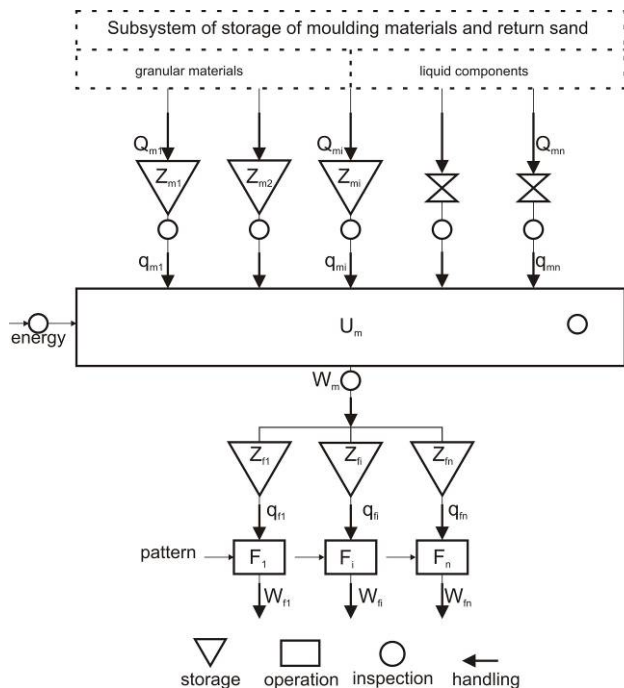 Subsystem of storage of moulding materials and return sand
granular materials
liquid components
Qm1
Qmi
Qmn
Zm1
Zm2
Zmi
qm1
qmi
qmn
Um
energy
Wm
Zf1
Zfi
Zfn
qf1
qfi
qfn
pattern
F1
Fi
Fn
Wf1
Wfi
Wfn
storage
operation
inspection
handling